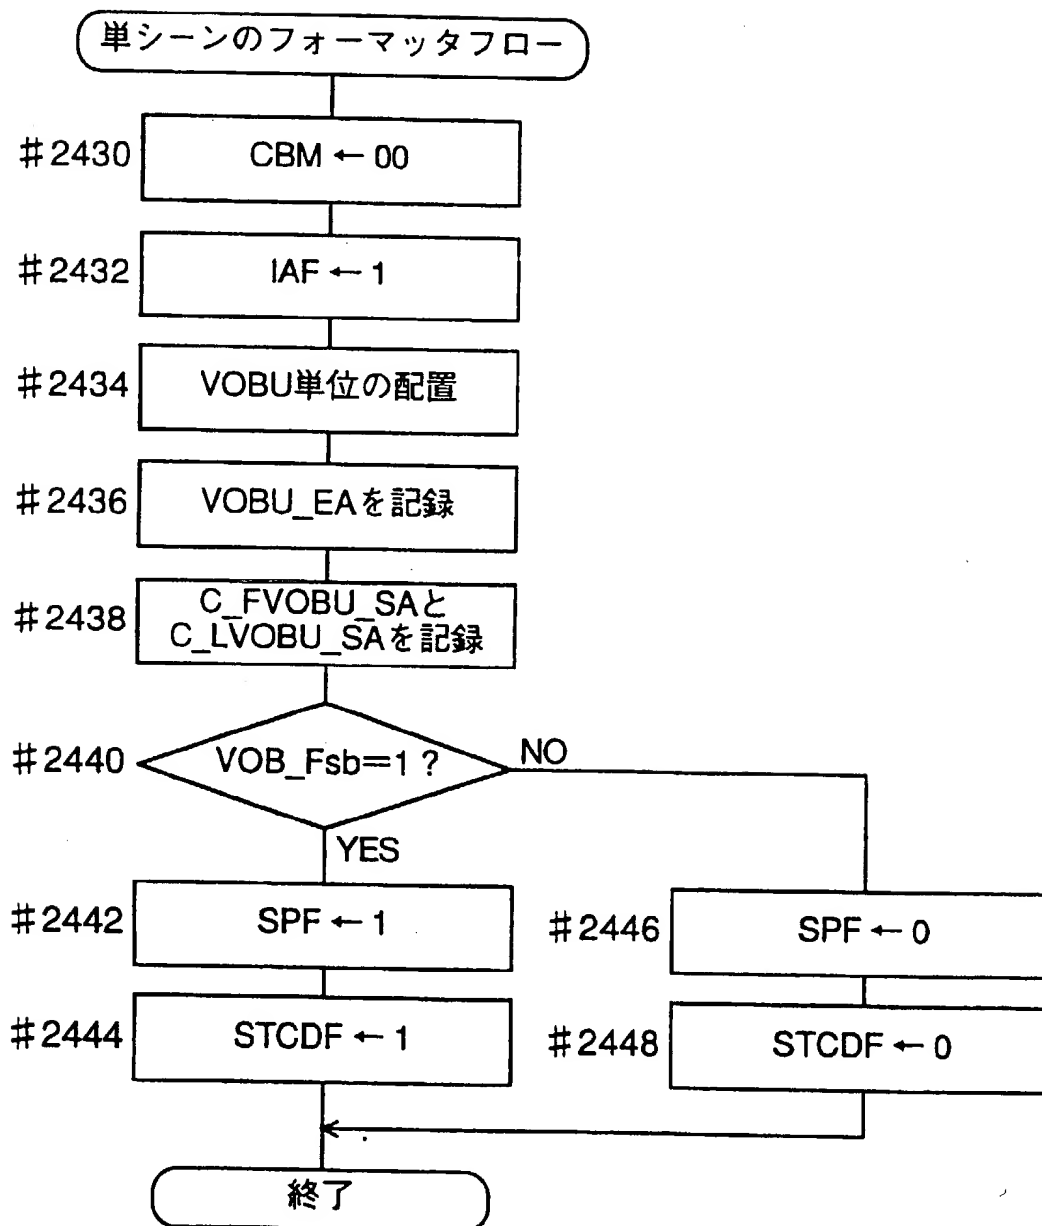 単シーンのフォーマッタフロー
#2430 CBM ← 00
#2432 IAF ← 1
#2434 VOBU単位の配置
#2436 VOBU_EAを記録
#2438 C_FVOBU_SAと
C_LVOBU_SAを記録
#2440 VOB_Fsb=1 ? NO
YES
#2442 SPF ← 1 #2446 SPF ← 0
#2444 STCDF ← 1 #2448 STCDF ← 0
終了